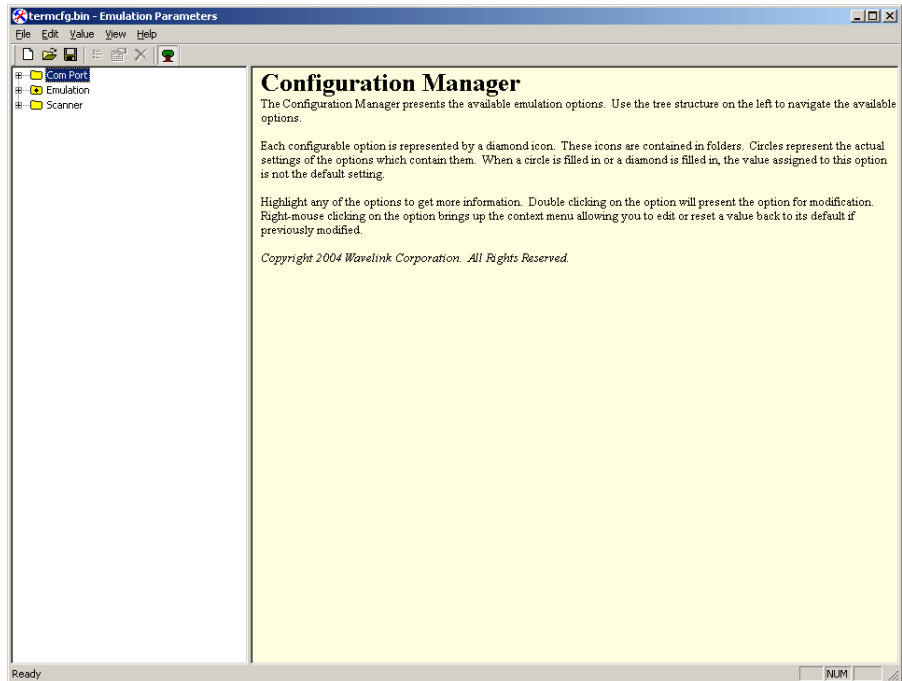 termcfg.bin - Emulation Parameters
File Edit Value View Help
Com Port
Emulation
Scanner
Configuration Manager
The Configuration Manager presents the available emulation options. Use the tree structure on the left to navigate the available
options.
Each configurable option is represented by a diamond icon. These icons are contained in folders. Circles represent the actual
settings of the options which contain them. When a circle is filled in or a diamond is filled in, the value assigned to this option
is not the default setting.
Highlight any of the options to get more information. Double clicking on the option will present the option for modification.
Right-mouse clicking on the option brings up the context menu allowing you to edit or reset a value back to its default if
previously modified.
Copyright 2004 Wavelink Corporation. All Rights Reserved.
Ready
NUM